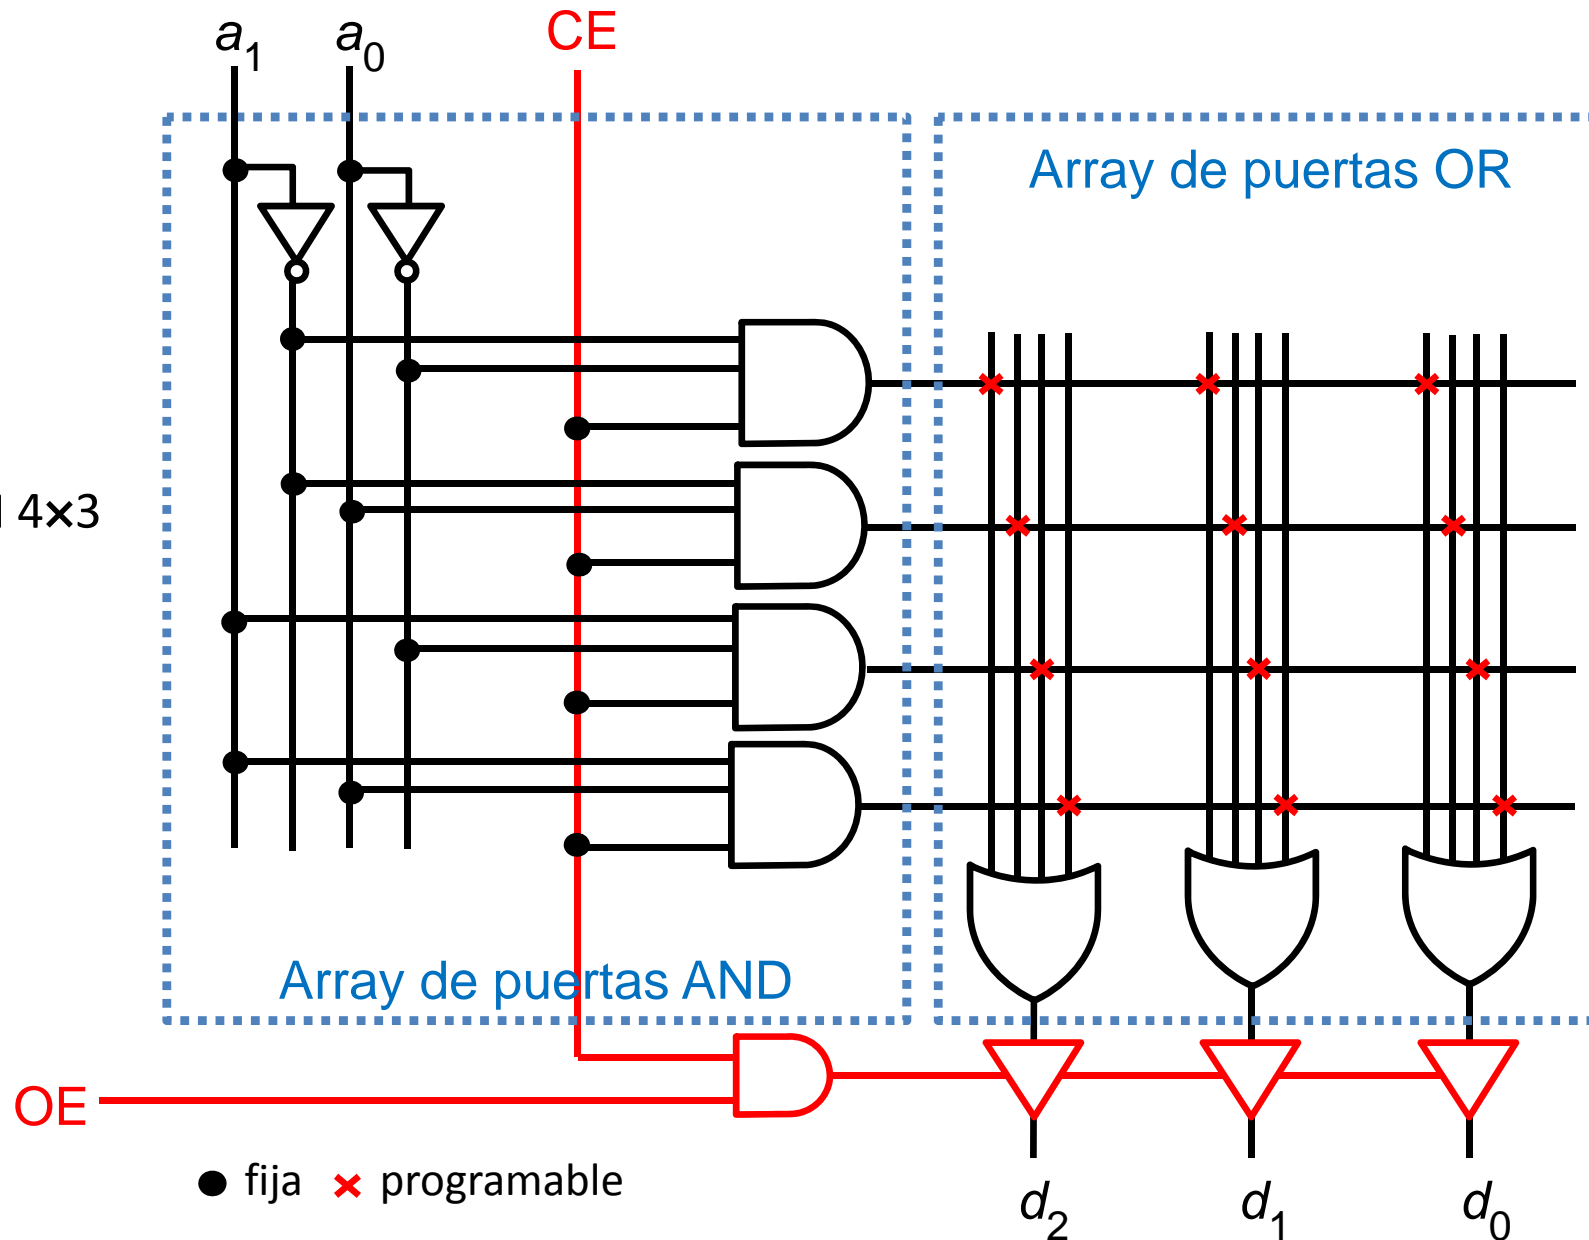 a1 a0 CE
Array de puertas OR
4×3
Array de puertas AND
OE
fija programable
d2 d1 d0